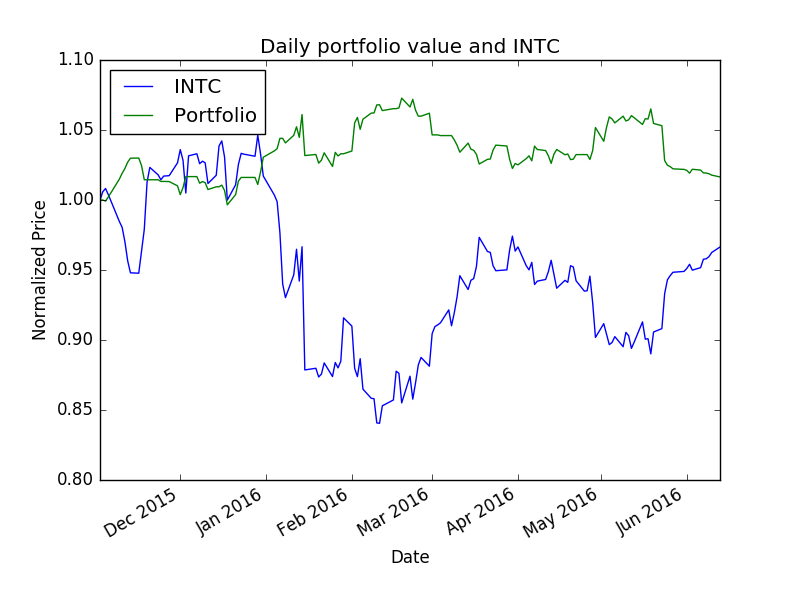 Daily portfolio value and INTC
INTC
Portfolio
1.10
1.05
1.00
0.95
0.90
0.85
0.80
Normalized Price
Dec 2015
Jan 2016
Feb 2016
Mar 2016
Apr 2016
May 2016
Jun 2016
Date